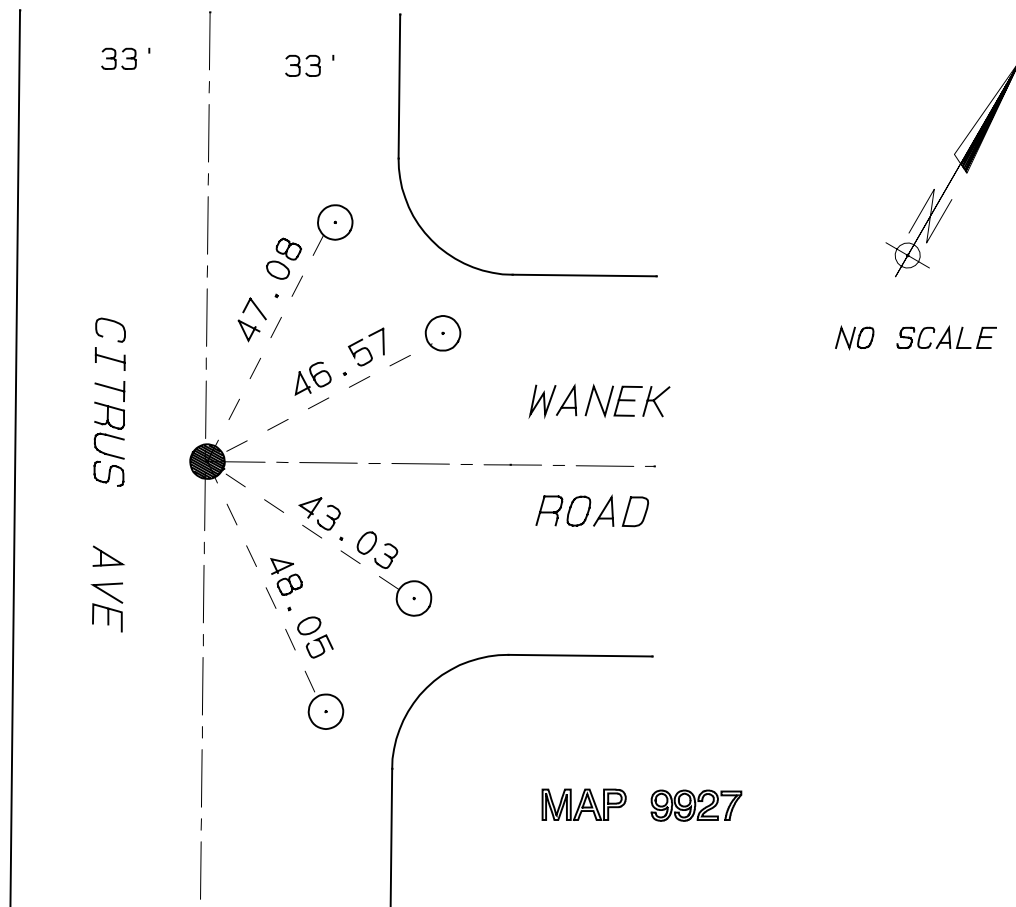 33'
33'
47.08
46.57
43.03
48.05
CITRUS AVE
WANEK
ROAD
N
NO SCALE
MAP 9927